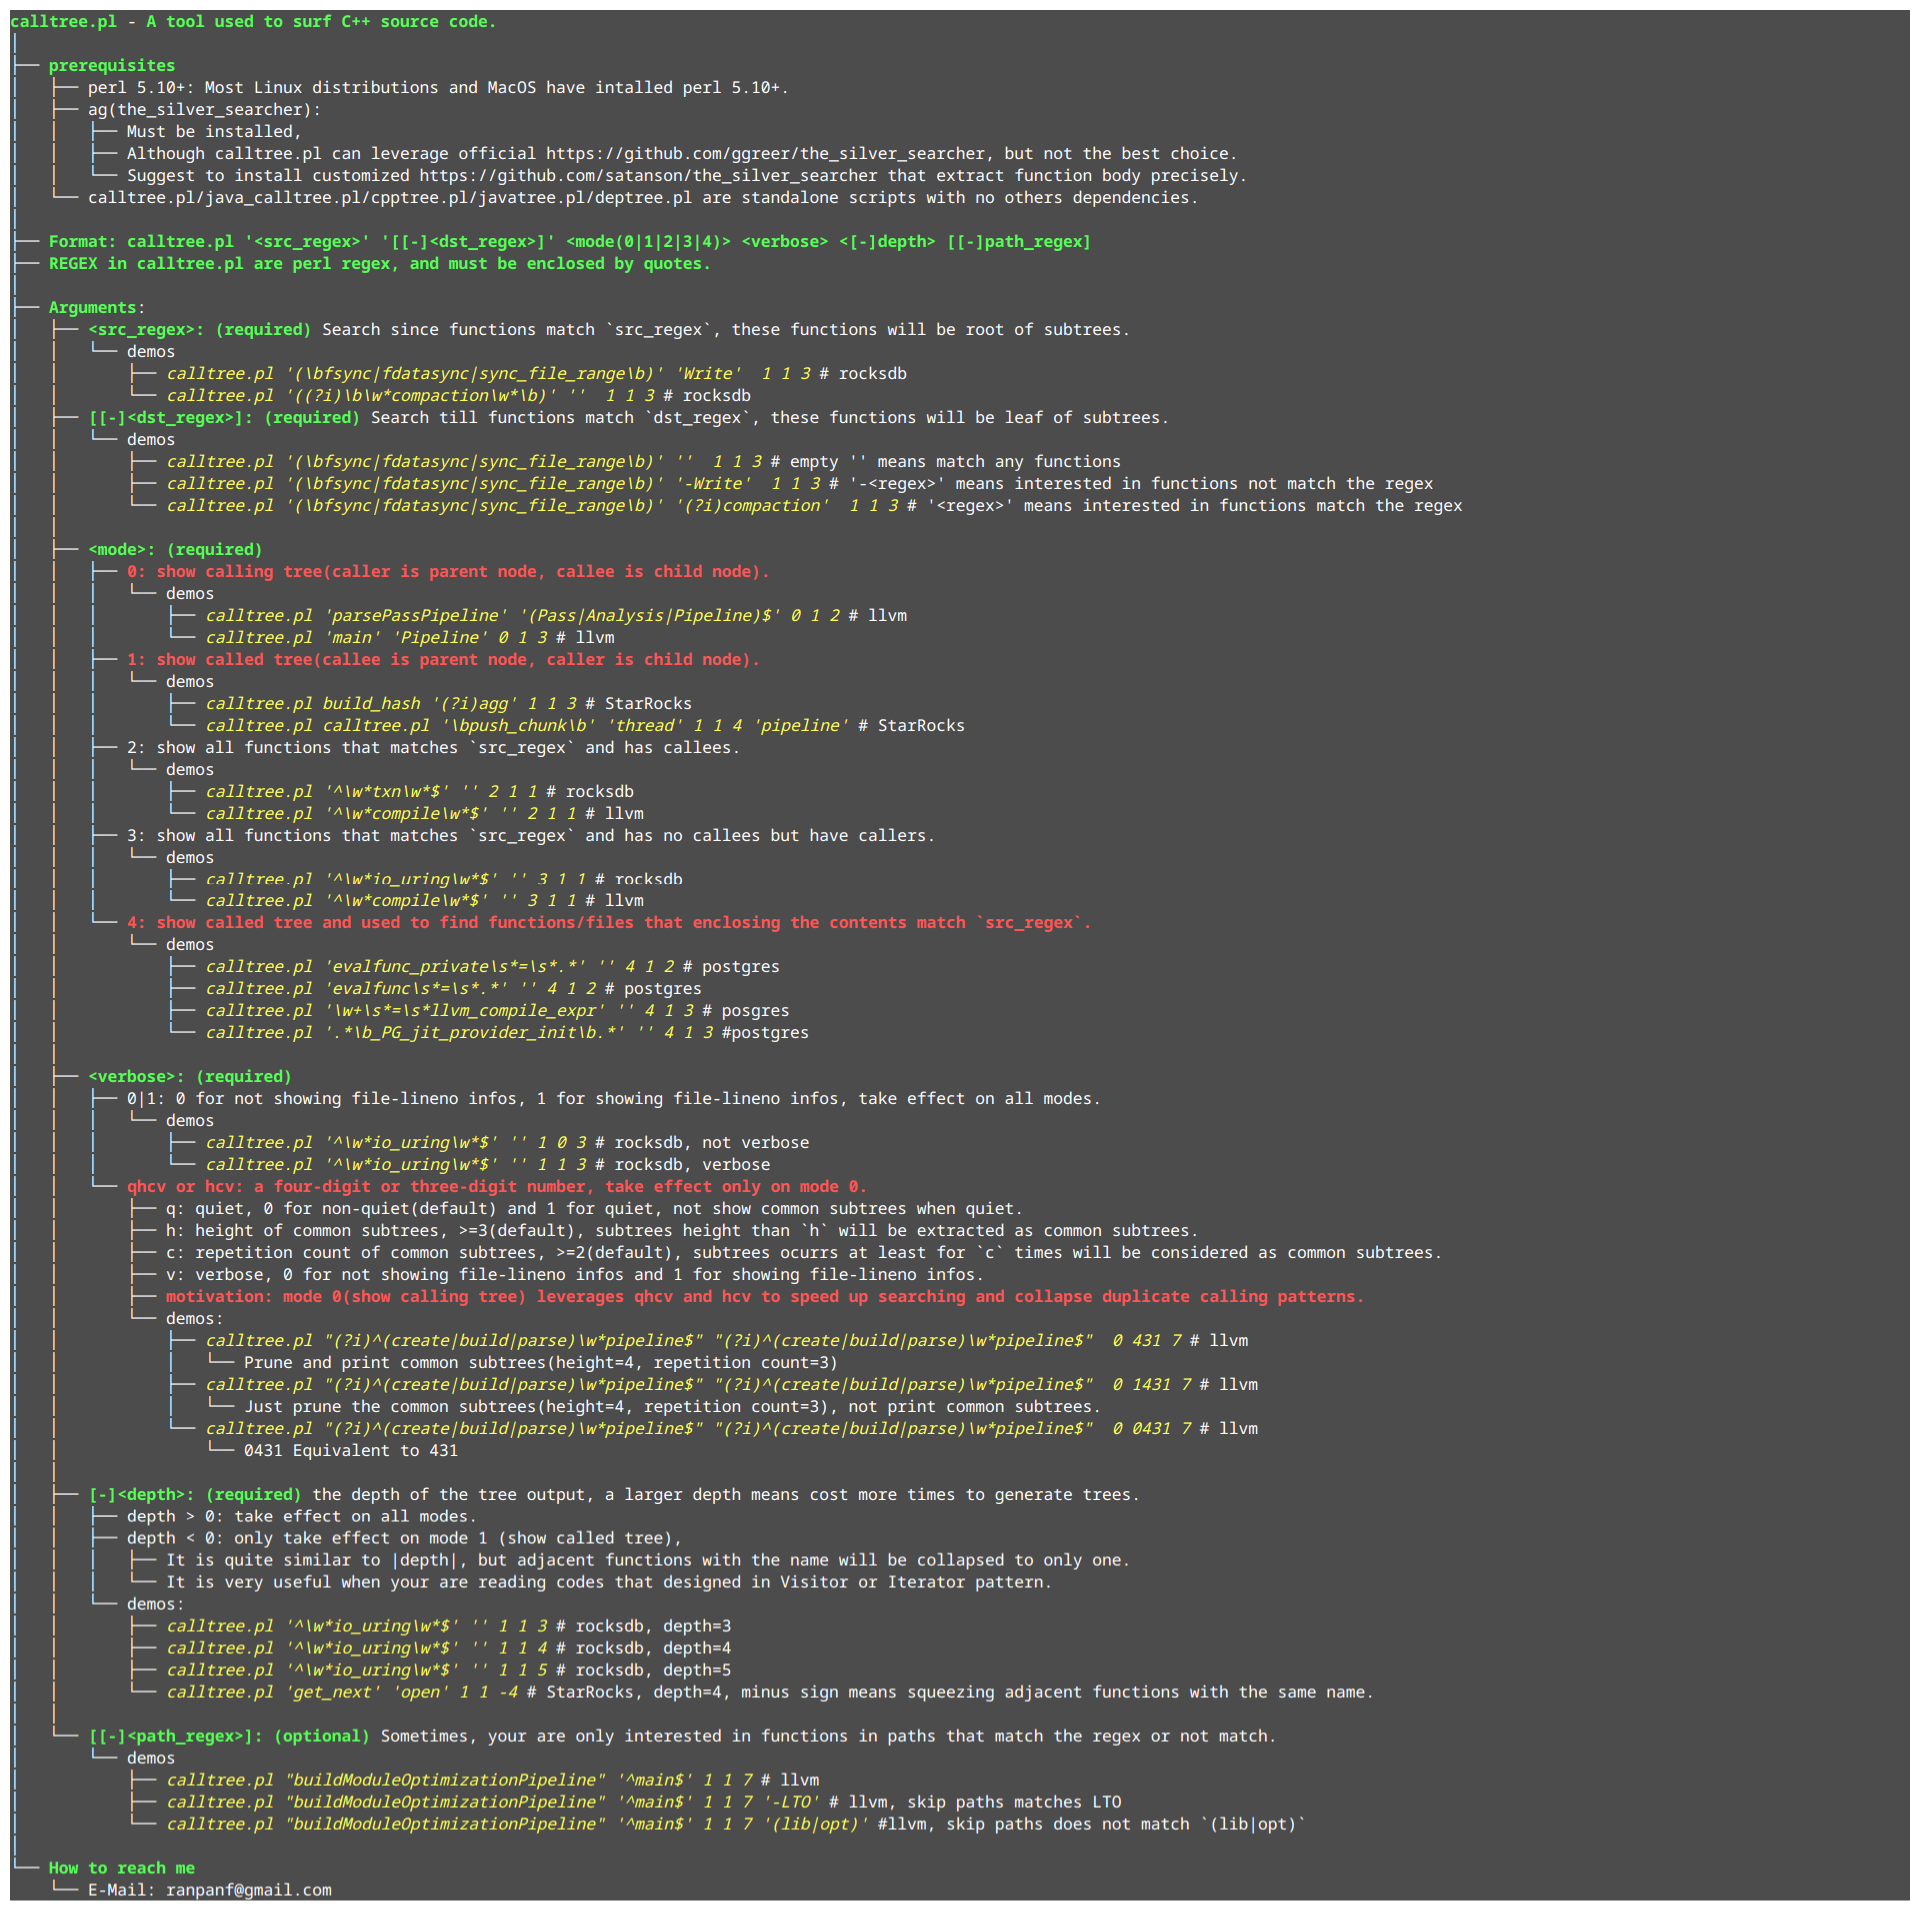 calltree.pl - A tool used to surf C++ source code.
│
├── prerequisites
│   ├── perl 5.10+: Most Linux distributions and MacOS have intalled perl 5.10+.
│   ├── ag(the_silver_searcher):
│   │   ├── Must be installed,
│   │   ├── Although calltree.pl can leverage official https://github.com/ggreer/the_silver_searcher, but not the best choice.
│   │   └── Suggest to install customized https://github.com/satanson/the_silver_searcher that extract function body precisely.
│   └── calltree.pl/java_calltree.pl/cpptree.pl/javatree.pl/deptree.pl are standalone scripts with no others dependencies.
│
├── Format: calltree.pl '<src_regex>' '[[-]<dst_regex>]' <mode(0|1|2|3|4)> <verbose> <[-]depth> [[-]path_regex]
├── REGEX in calltree.pl are perl regex, and must be enclosed by quotes.
│
├── Arguments:
│   ├── <src_regex>: (required) Search since functions match `src_regex`, these functions will be root of subtrees.
│   │   └── demos
│   │       ├── calltree.pl '(\bfsync|fdatasync|sync_file_range\b)' 'Write'  1 1 3 # rocksdb
│   │       └── calltree.pl '((?i)\b\w*compaction\w*\b)' ''  1 1 3 # rocksdb
│   ├── [[-]<dst_regex>]: (required) Search till functions match `dst_regex`, these functions will be leaf of subtrees.
│   │   └── demos
│   │       ├── calltree.pl '(\bfsync|fdatasync|sync_file_range\b)' ''  1 1 3 # empty '' means match any functions
│   │       ├── calltree.pl '(\bfsync|fdatasync|sync_file_range\b)' '-Write'  1 1 3 # '-<regex>' means interested in functions not match the regex
│   │       └── calltree.pl '(\bfsync|fdatasync|sync_file_range\b)' '(?i)compaction'  1 1 3 # '<regex>' means interested in functions match the regex
│   │
│   ├── <mode>: (required)
│   │   ├── 0: show calling tree(caller is parent node, callee is child node).
│   │   │   └── demos
│   │   │       ├── calltree.pl 'parsePassPipeline' '(Pass|Analysis|Pipeline)$' 0 1 2 # llvm
│   │   │       └── calltree.pl 'main' 'Pipeline' 0 1 3 # llvm
│   │   ├── 1: show called tree(callee is parent node, caller is child node).
│   │   │   └── demos
│   │   │       ├── calltree.pl build_hash '(?i)agg' 1 1 3 # StarRocks
│   │   │       └── calltree.pl calltree.pl '\bpush_chunk\b' 'thread' 1 1 4 'pipeline' # StarRocks
│   │   ├── 2: show all functions that matches `src_regex` and has callees.
│   │   │   └── demos
│   │   │       ├── calltree.pl '^\w*txn\w*$' '' 2 1 1 # rocksdb
│   │   │       └── calltree.pl '^\w*compile\w*$' '' 2 1 1 # llvm
│   │   ├── 3: show all functions that matches `src_regex` and has no callees but have callers.
│   │   │   └── demos
│   │   │       ├── calltree.pl '^\w*io_uring\w*$' '' 3 1 1 # rocksdb
│   │   │       └── calltree.pl '^\w*compile\w*$' '' 3 1 1 # llvm
│   │   └── 4: show called tree and used to find functions/files that enclosing the contents match `src_regex`.
│   │       └── demos
│   │           ├── calltree.pl 'evalfunc_private\s*=\s*.*' '' 4 1 2 # postgres
│   │           ├── calltree.pl 'evalfunc\s*=\s*.*' '' 4 1 2 # postgres
│   │           ├── calltree.pl '\w+\s*=\s*llvm_compile_expr' '' 4 1 3 # posgres
│   │           └── calltree.pl '.*\b_PG_jit_provider_init\b.*' '' 4 1 3 #postgres
│   │
│   ├── <verbose>: (required)
│   │   ├── 0|1: 0 for not showing file-lineno infos, 1 for showing file-lineno infos, take effect on all modes.
│   │   │   └── demos
│   │   │       ├── calltree.pl '^\w*io_uring\w*$' '' 1 0 3 # rocksdb, not verbose
│   │   │       └── calltree.pl '^\w*io_uring\w*$' '' 1 1 3 # rocksdb, verbose
│   │   └── qhcv or hcv: a four-digit or three-digit number, take effect only on mode 0.
│   │       ├── q: quiet, 0 for non-quiet(default) and 1 for quiet, not show common subtrees when quiet.
│   │       ├── h: height of common subtrees, >=3(default), subtrees height than `h` will be extracted as common subtrees.
│   │       ├── c: repetition count of common subtrees, >=2(default), subtrees ocurrs at least for `c` times will be considered as common subtrees.
│   │       ├── v: verbose, 0 for not showing file-lineno infos and 1 for showing file-lineno infos.
│   │       ├── motivation: mode 0(show calling tree) leverages qhcv and hcv to speed up searching and collapse duplicate calling patterns.
│   │       └── demos:
│   │           ├── calltree.pl "(?i)^(create|build|parse)\w*pipeline$" "(?i)^(create|build|parse)\w*pipeline$"  0 431 7 # llvm
│   │           │   └── Prune and print common subtrees(height=4, repetition count=3)
│   │           ├── calltree.pl "(?i)^(create|build|parse)\w*pipeline$" "(?i)^(create|build|parse)\w*pipeline$"  0 1431 7 # llvm
│   │           │   └── Just prune the common subtrees(height=4, repetition count=3), not print common subtrees.
│   │           └── calltree.pl "(?i)^(create|build|parse)\w*pipeline$" "(?i)^(create|build|parse)\w*pipeline$"  0 0431 7 # llvm
│   │               └── 0431 Equivalent to 431
│   │
│   ├── [-]<depth>: (required) the depth of the tree output, a larger depth means cost more times to generate trees.
│   │   ├── depth > 0: take effect on all modes.
│   │   ├── depth < 0: only take effect on mode 1 (show called tree),
│   │   │   ├── It is quite similar to |depth|, but adjacent functions with the name will be collapsed to only one.
│   │   │   └── It is very useful when your are reading codes that designed in Visitor or Iterator pattern.
│   │   └── demos:
│   │       ├── calltree.pl '^\w*io_uring\w*$' '' 1 1 3 # rocksdb, depth=3
│   │       ├── calltree.pl '^\w*io_uring\w*$' '' 1 1 4 # rocksdb, depth=4
│   │       ├── calltree.pl '^\w*io_uring\w*$' '' 1 1 5 # rocksdb, depth=5
│   │       └── calltree.pl 'get_next' 'open' 1 1 -4 # StarRocks, depth=4, minus sign means squeezing adjacent functions with the same name.
│   │
│   └── [[-]<path_regex>]: (optional) Sometimes, your are only interested in functions in paths that match the regex or not match.
│       └── demos
│           ├── calltree.pl "buildModuleOptimizationPipeline" '^main$' 1 1 7 # llvm
│           ├── calltree.pl "buildModuleOptimizationPipeline" '^main$' 1 1 7 '-LTO' # llvm, skip paths matches LTO
│           └── calltree.pl "buildModuleOptimizationPipeline" '^main$' 1 1 7 '(lib|opt)' #llvm, skip paths does not match `(lib|opt)`
│
└── How to reach me
    └── E-Mail: ranpanf@gmail.com